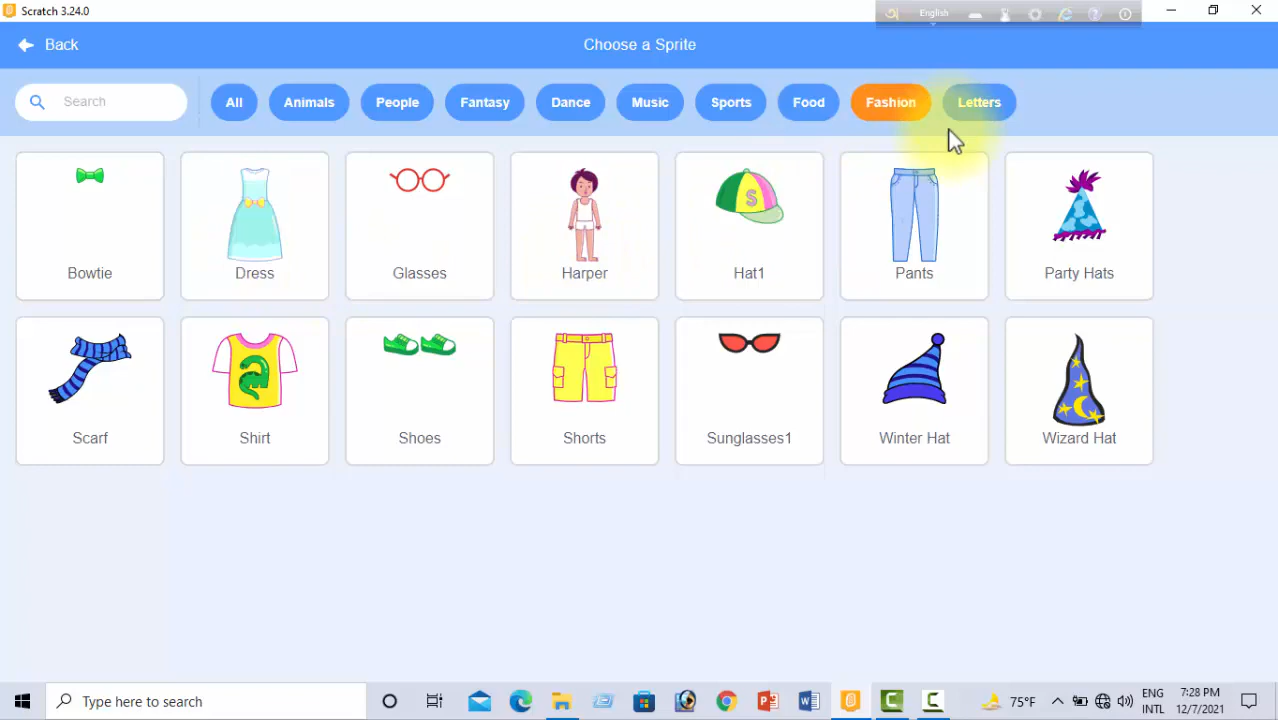 Scratch 3.24.0
English
Back
Choose a Sprite
Search
All
Animals
People
Fantasy
Dance
Music
Sports
Food
Fashion
Letters
Bowtie
Dress
Glasses
Harper
S
Hat1
Pants
Party Hats
Scarf
Shirt
Shoes
Shorts
Sunglasses1
Winter Hat
Wizard Hat
Type here to search
75°F
ENG
INTL
7:28 PM
12/7/2021